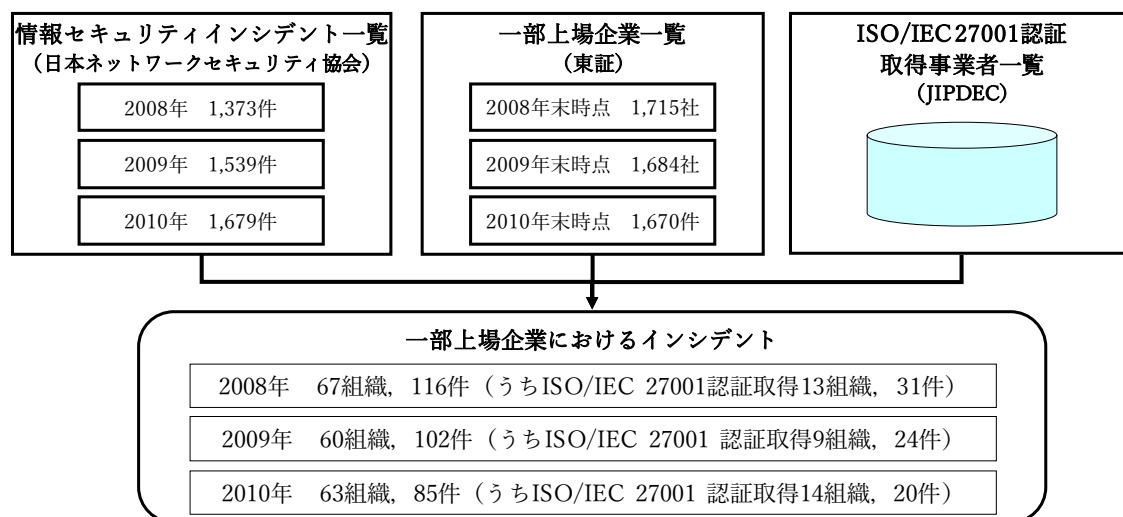 情報セキュリティインシデント一覧
（日本ネットワークセキュリティ協会）
2008年　1,373件
2009年　1,539件
2010年　1,679件
一部上場企業一覧
（東証）
2008年末時点　1,715社
2009年末時点　1,684社
2010年末時点　1,670件
ISO/IEC 27001認証
取得事業者一覧
（JIPDEC）
一部上場企業におけるインシデント
2008年　67組織，116件（うちISO/IEC 27001認証取得13組織，31件）
2009年　60組織，102件（うちISO/IEC 27001 認証取得9組織，24件）
2010年　63組織，85件（うちISO/IEC 27001 認証取得14組織，20件）